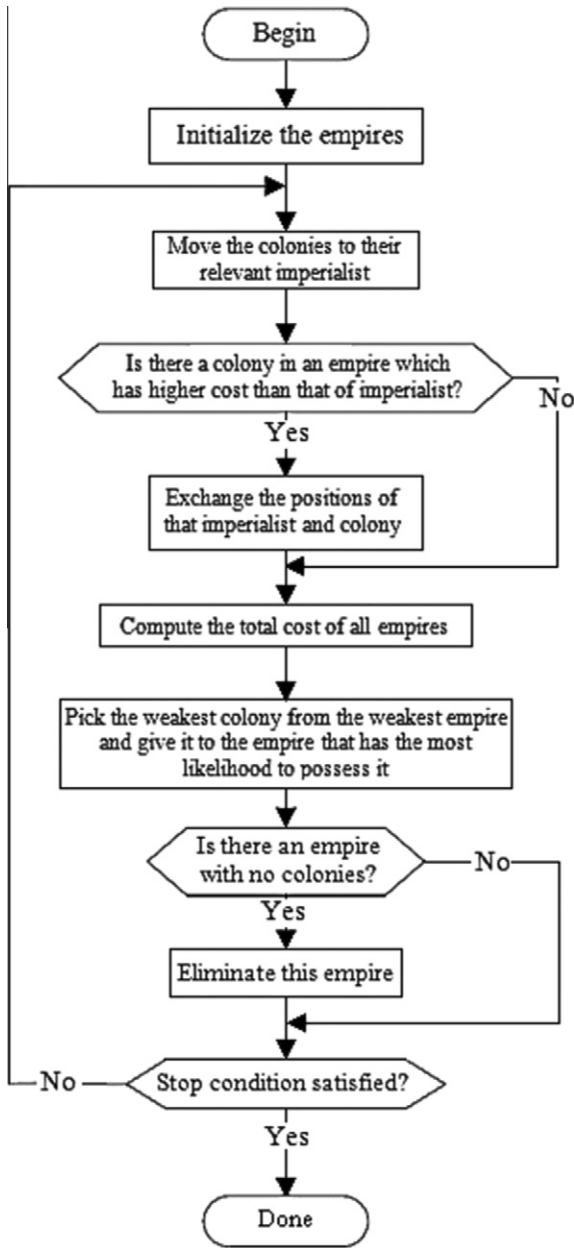 Begin
Initialize the empires
Move the colonies to their
relevant imperialist
Is there a colony in an empire which
has higher cost than that of imperialist?
No
Yes
Exchange the positions of
that imperialist and colony
Compute the total cost of all empires
Pick the weakest colony from the weakest empire
and give it to the empire that has the most
likelihood to possess it
Is there an empire
with no colonies?
No
Yes
Eliminate this empire
Stop condition satisfied?
No
Yes
Done